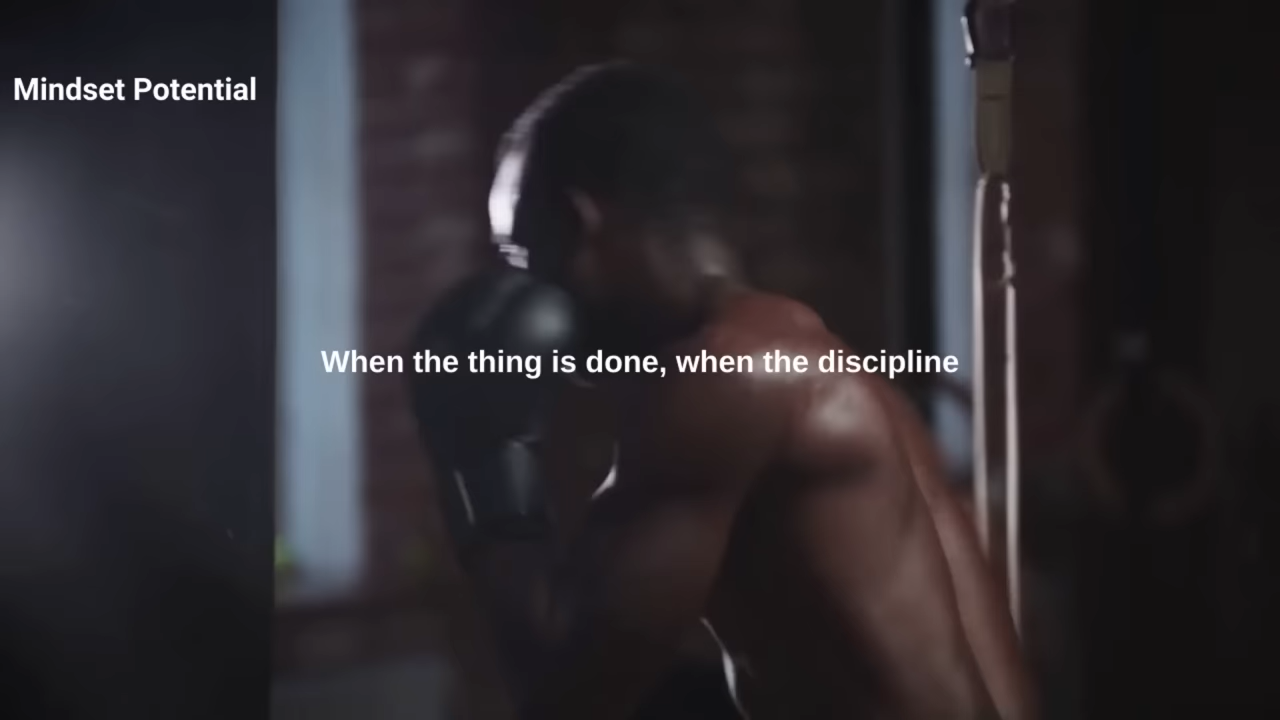 Mindset Potential
When the thing is done, when the discipline